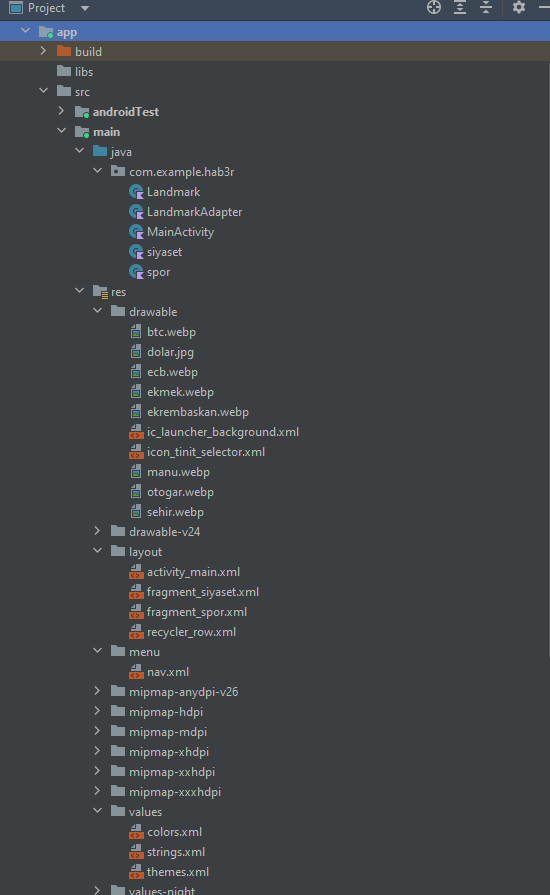 Project
app
build
libs
src
androidTest
main
java
com.example.hab3r
Landmark
LandmarkAdapter
MainActivity
siyaset
spor
res
drawable
btc.webp
dolar.jpg
ecb.webp
ekmek.webp
ekrembaskan.webp
ic_launcher_background.xml
icon_tinit_selector.xml
manu.webp
otogar.webp
sehir.webp
drawable-v24
layout
activity_main.xml
fragment_siyaset.xml
fragment_spor.xml
recycler_row.xml
menu
nav.xml
mipmap-anydpi-v26
mipmap-hdpi
mipmap-mdpi
mipmap-xhdpi
mipmap-xxhdpi
mipmap-xxxhdpi
values
colors.xml
strings.xml
themes.xml
values-night